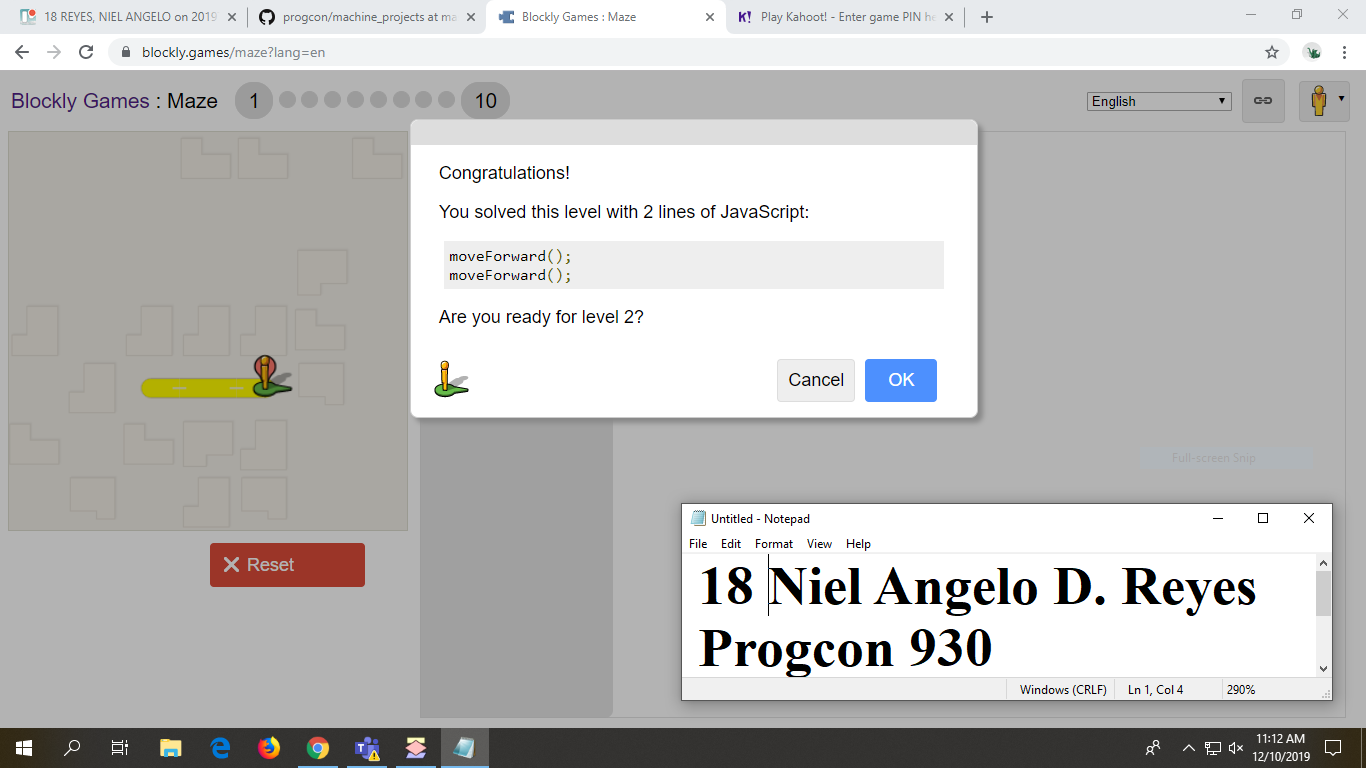 18 REYES, NIEL ANGELO on 2019
progcon/machine_projects at ma
Blockly Games : Maze
Play Kahoot! - Enter game PIN he
blockly.games/maze?lang=en
Blockly Games : Maze
1
10
English
Congratulations!
You solved this level with 2 lines of JavaScript:
moveForward();
moveForward();
Are you ready for level 2?
Cancel
OK
Full-screen Snip
Reset
Untitled - Notepad
File Edit Format View Help
18 Niel Angelo D. Reyes
Progcon 930
Windows (CRLF) Ln 1, Col 4 290%
11:12 AM
12/10/2019